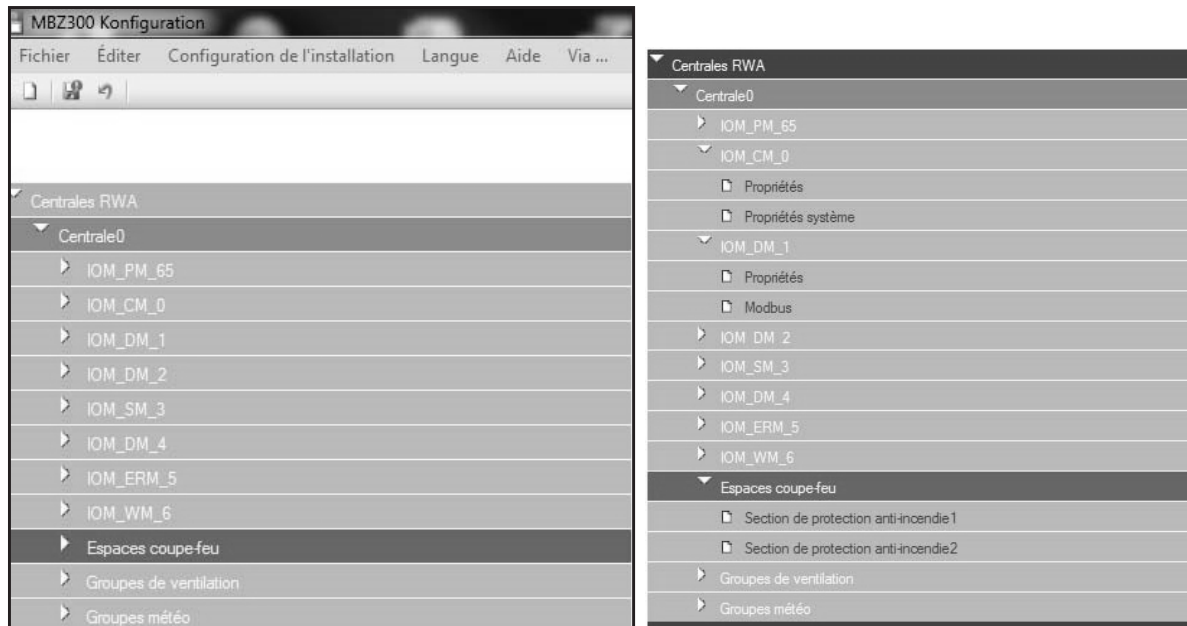 MBZ300 Konfiguration
Fichier Éditer Configuration de l'installation Langue Aide Via ...
Centrales RWA
Centrale0
IOM_PM_65
IOM_CM_0
IOM_DM_1
IOM_DM_2
IOM_SM_3
IOM_DM_4
IOM_ERM_5
IOM_WM_6
Espaces coupe-feu
Groupes de ventilation
Groupes météo
Centrales RWA
Centrale0
IOM_PM_65
IOM_CM_0
Propriétés
Propriétés système
IOM_DM_1
Propriétés
Modbus
IOM_DM_2
IOM_SM_3
IOM_DM_4
IOM_ERM_5
IOM_WM_6
Espaces coupe-feu
Section de protection anti-incendie1
Section de protection anti-incendie2
Groupes de ventilation
Groupes météo